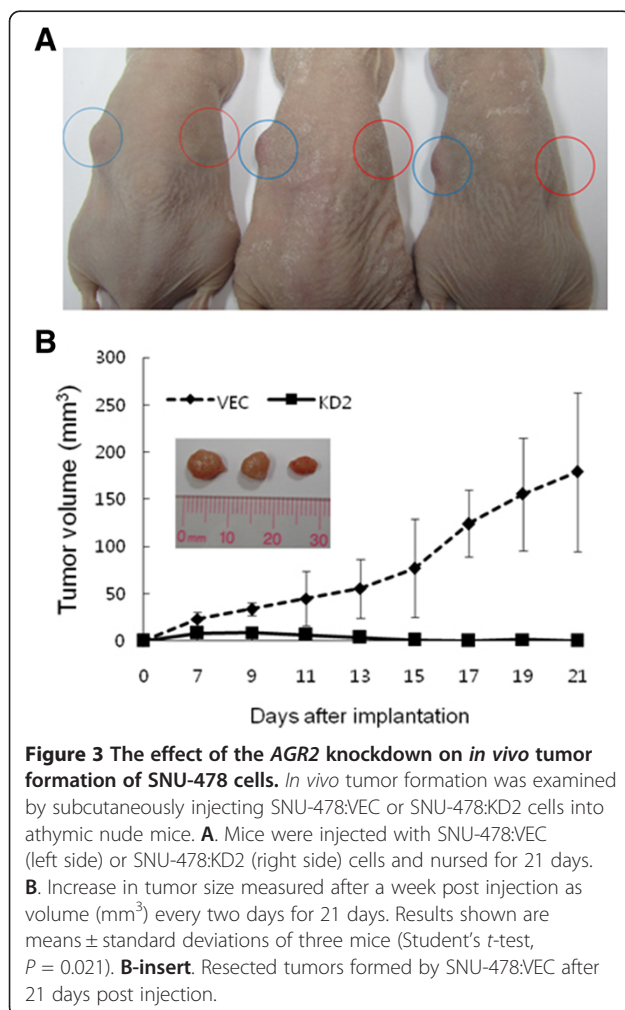 A
B
300
250
200
150
100
50
0
Tumor volume (mm³)
VEC KD2
0mm 10 20 30
0 7 9 11 13 15 17 19 21
Days after implantation
Figure 3 The effect of the AGR2 knockdown on in vivo tumor
formation of SNU-478 cells. In vivo tumor formation was examined
by subcutaneously injecting SNU-478:VEC or SNU-478:KD2 cells into
athymic nude mice. A. Mice were injected with SNU-478:VEC
(left side) or SNU-478:KD2 (right side) cells and nursed for 21 days.
B. Increase in tumor size measured after a week post injection as
volume (mm³) every two days for 21 days. Results shown are
means ± standard deviations of three mice (Student's t-test,
P = 0.021). B-insert. Resected tumors formed by SNU-478:VEC after
21 days post injection.